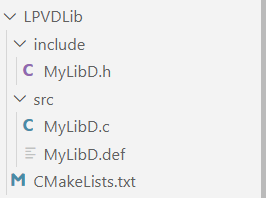 LPVDLib
include
C MyLibD.h
src
C MyLibD.c
MyLibD.def
M CMakeLists.txt